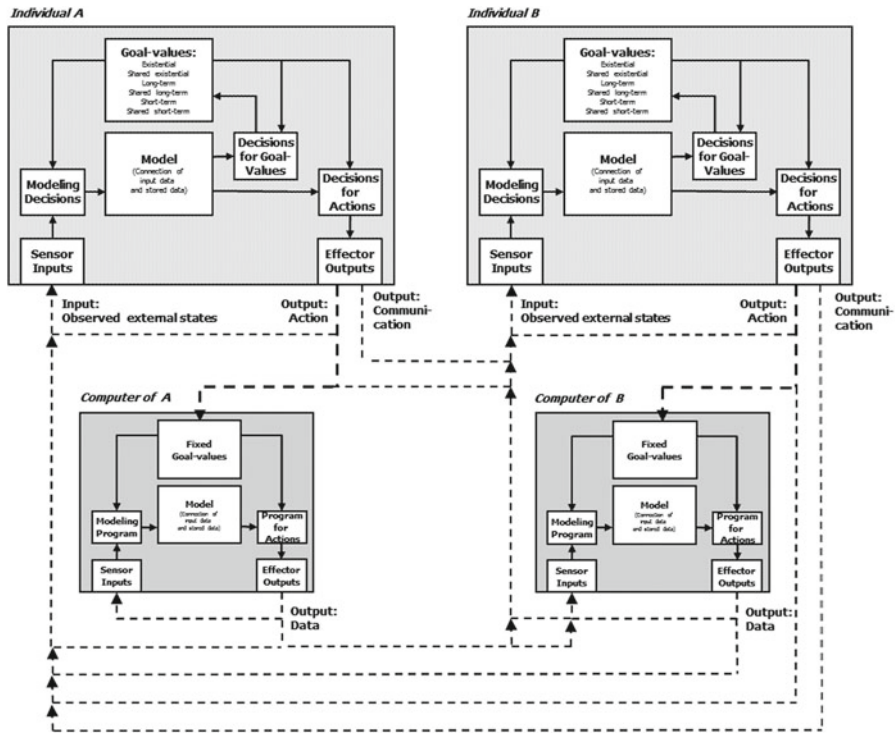 Individual A
Goal-values:
Existential
Shared existential
Long-term
Shared long-term
Short-term
Shared short-term
Decisions
for Goal-
Values
Model
(Connection of
input data
and stored data)
Modeling
Decisions
Decisions
for
Actions
Sensor
Inputs
Effector
Outputs
Input:
Observed external states
Output:
Action
Output:
Communi-
cation
Individual B
Goal-values:
Existential
Shared existential
Long-term
Shared long-term
Short-term
Shared short-term
Decisions
for Goal-
Values
Model
(Connection of
input data
and stored data)
Modeling
Decisions
Decisions
for
Actions
Sensor
Inputs
Effector
Outputs
Input:
Observed external states
Output:
Action
Output:
Communi-
cation
Computer of A
Fixed
Goal-values
Model
(Connection of
input data
and stored data)
Modeling
Program
Program
for
Actions
Sensor
Inputs
Effector
Outputs
Output:
Data
Computer of B
Fixed
Goal-values
Model
(Connection of
input data
and stored data)
Modeling
Program
Program
for
Actions
Sensor
Inputs
Effector
Outputs
Output:
Data